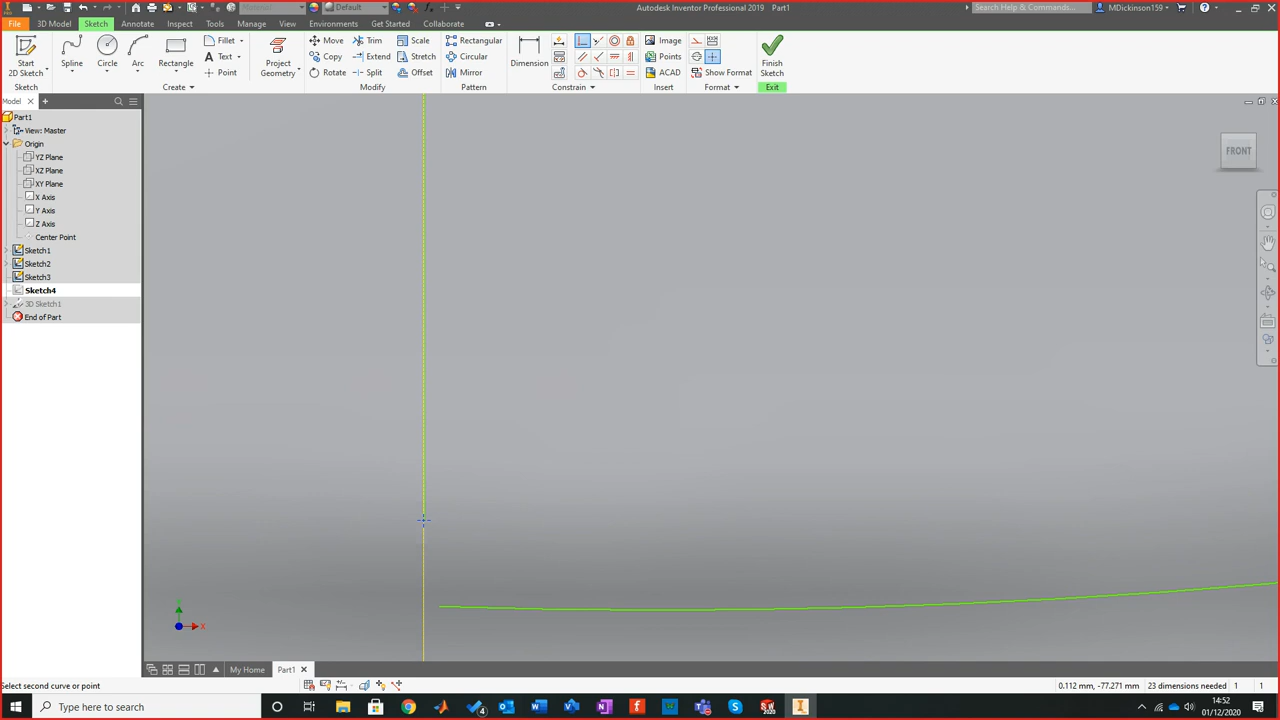 Default
Autodesk Inventor Professional 2019 Part1
Search Help & Commands...
MDickinson159
File 3D Model Sketch Annotate Inspect Tools Manage View Environments Get Started Collaborate
Start
2D Sketch
Sketch
Spline
Circle
Arc
Rectangle
Fillet
Text
Point
Create
Project
Geometry
Move
Copy
Rotate
Trim
Extend
Split
Scale
Stretch
Offset
Modify
Rectangular
Circular
Mirror
Pattern
Dimension
Constrain
Image
Points
ACAD
Insert
Show Format
Format
Finish
Sketch
Exit
Model
Part1
View: Master
Origin
YZ Plane
XZ Plane
XY Plane
X Axis
Y Axis
Z Axis
Center Point
Sketch1
Sketch2
Sketch3
Sketch4
3D Sketch1
End of Part
FRONT
X
My Home
Part1
Select second curve or point
0.112 mm, -77.271 mm 23 dimensions needed 1 1
Type here to search
14:52
01/12/2020